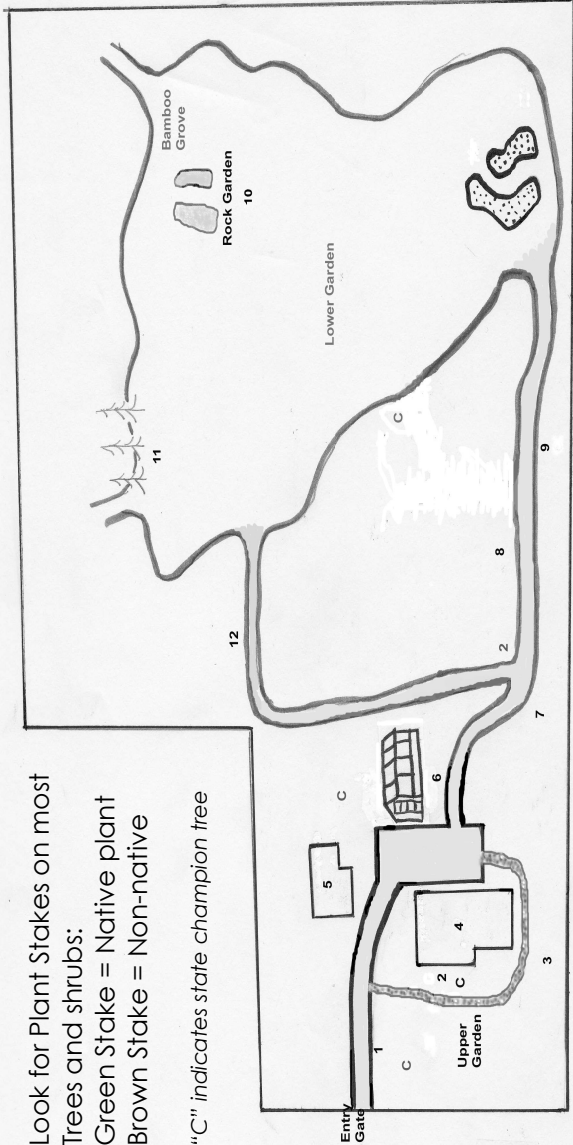 Look for Plant Stakes on most
Trees and shrubs:
Green Stake = Native plant
Brown Stake = Non-native
“C” indicates state champion tree
Bamboo
Grove
Rock Garden
10
Lower Garden
11
C
12
9
8
2
7
C
6
5
4
2
C
3
Upper
Garden
1
C
Entry
Gate